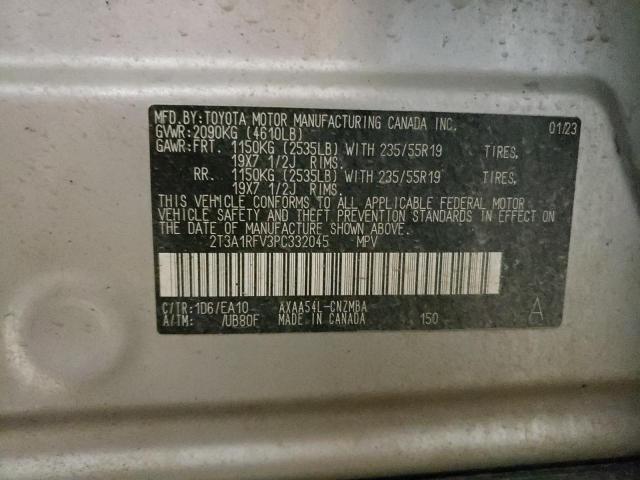 MFD.BY:TOYOTA MOTOR MANUFACTURING CANADA INC. 01/23
GVWR:2090KG (4610LB)
GAWR:FRT. 1150KG (2535LB) WITH 235/55R19 TIRES,
19X7 1/2J RIMS.
RR. 1150KG (2535LB) WITH 235/55R19 TIRES,
19X7 1/2J RIMS.
THIS VEHICLE CONFORMS TO ALL APPLICABLE FEDERAL MOTOR
VEHICLE SAFETY AND THEFT PREVENTION STANDARDS IN EFFECT ON
THE DATE OF MANUFACTURE SHOWN ABOVE.
2T3A1RFV3PC332045 MPV
C/TR:1D6/EA10 AXAA54L-CNZMBA
A/TM: /UB80F MADE IN CANADA 150 A